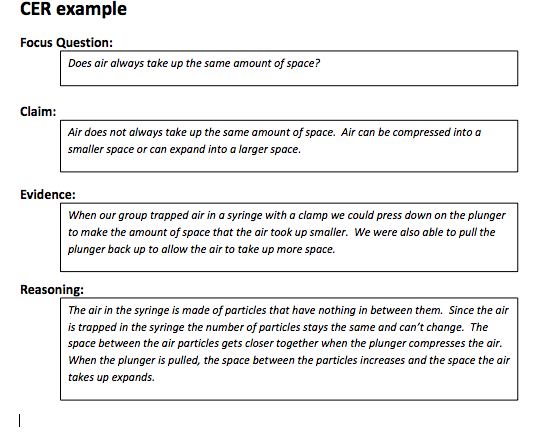 CER example
Focus Question:
Does air always take up the same amount of space?
Claim:
Air does not always take up the same amount of space.  Air can be compressed into a
smaller space or can expand into a larger space.
Evidence:
When our group trapped air in a syringe with a clamp we could press down on the plunger
to make the amount of space that the air took up smaller.  We were also able to pull the
plunger back up to allow the air to take up more space.
Reasoning:
The air in the syringe is made of particles that have nothing in between them.  Since the air
is trapped in the syringe the number of particles stays the same and can't change.  The
space between the air particles gets closer together when the plunger compresses the air.
When the plunger is pulled, the space between the particles increases and the space the air
takes up expands.